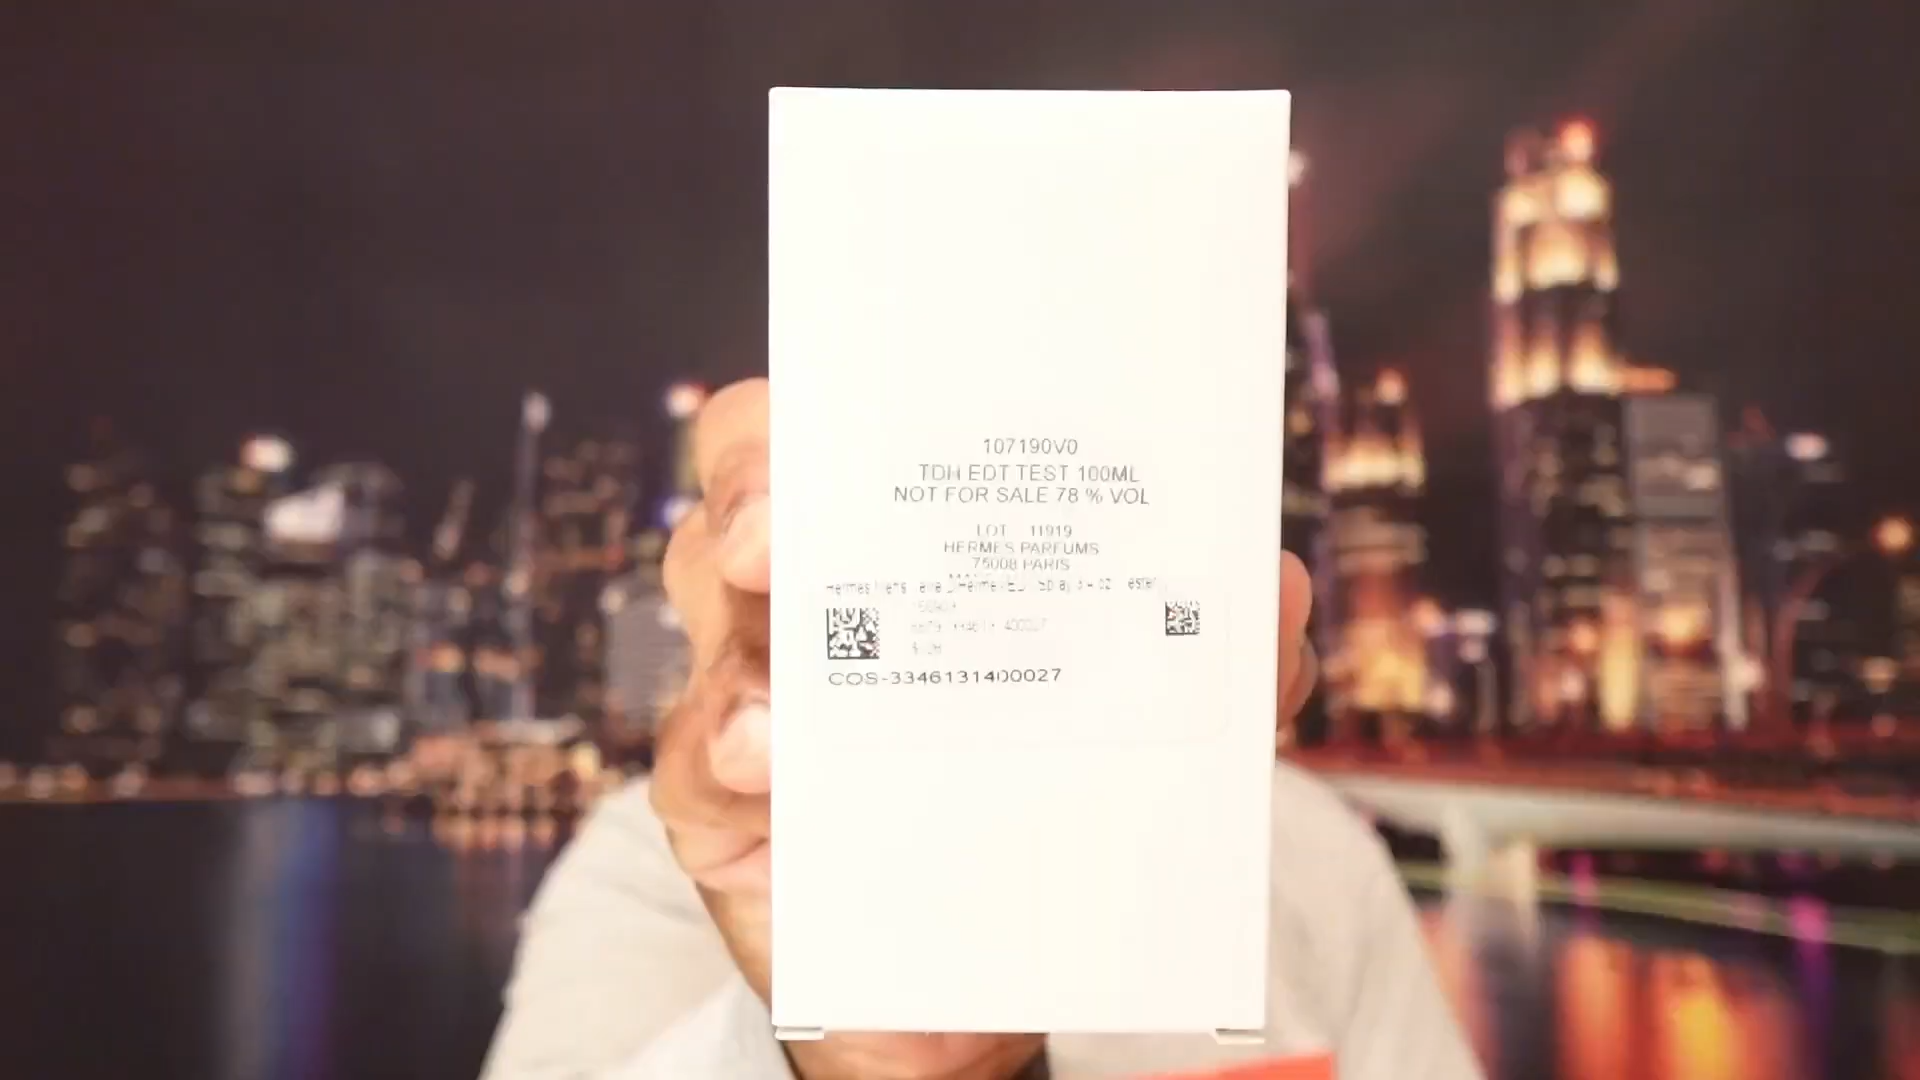 107190V0
TDH EDT TEST 100ML
NOT FOR SALE 78 % VOL
LOT 11919
HERMES PARFUMS
75008 PARIS
COS-3346131400027